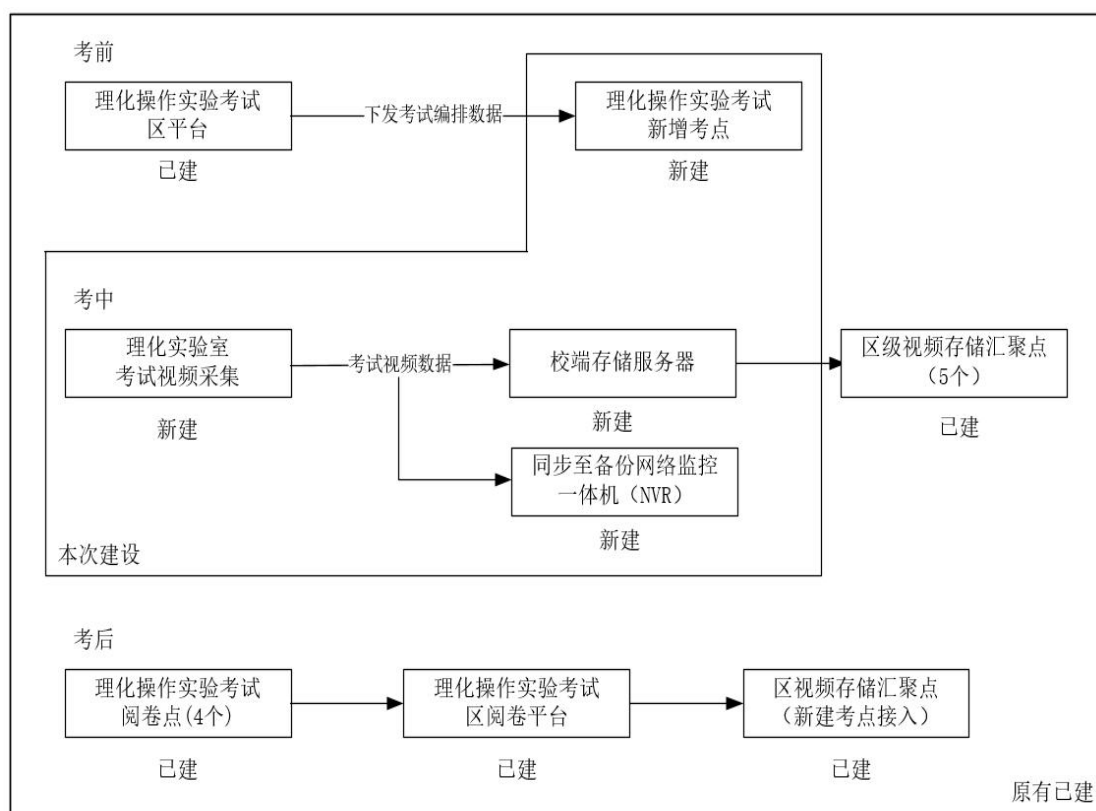 考前
理化操作实验考试
区平台
已建
下发考试编排数据
理化操作实验考试
新增考点
新建
考中
理化实验室
考试视频采集
新建
考试视频数据
校端存储服务器
新建
区级视频存储汇聚点
（5个）
已建
同步至备份网络监控
一体机（NVR）
新建
本次建设
考后
理化操作实验考试
阅卷点(4个)
已建
理化操作实验考试
区阅卷平台
已建
区视频存储汇聚点
（新建考点接入）
已建
原有已建